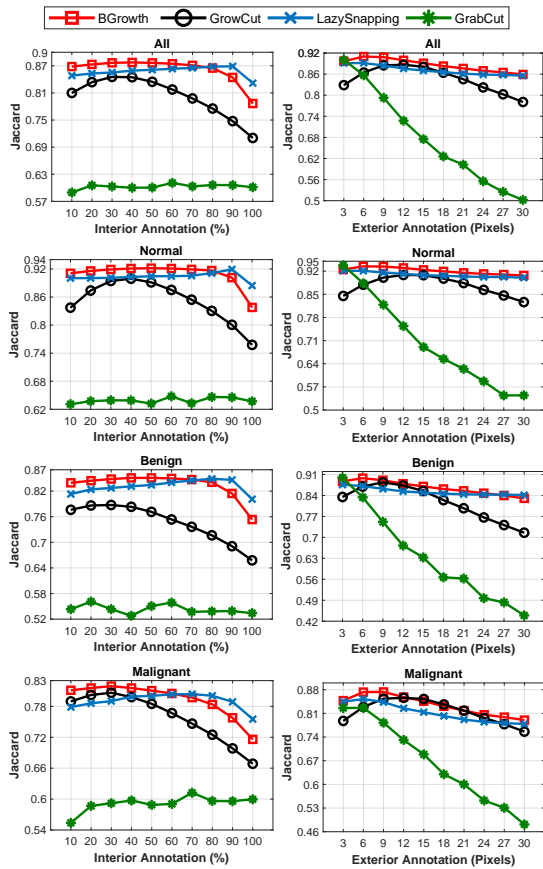 BGrowth GrowCut LazySnapping GrabCut
All
Jaccard
0.9
0.87
0.81
0.75
0.69
0.63
0.57
10 20 30 40 50 60 70 80 90 100
Interior Annotation (%)
All
Jaccard
0.92
0.86
0.8
0.74
0.68
0.62
0.56
0.5
3 6 9 12 15 18 21 24 27 30
Exterior Annotation (Pixels)
Normal
Jaccard
0.94
0.92
0.86
0.8
0.74
0.68
0.62
10 20 30 40 50 60 70 80 90 100
Interior Annotation (%)
Normal
Jaccard
0.95
0.92
0.85
0.78
0.71
0.64
0.57
0.5
3 6 9 12 15 18 21 24 27 30
Exterior Annotation (Pixels)
Benign
Jaccard
0.87
0.82
0.76
0.7
0.64
0.58
0.52
10 20 30 40 50 60 70 80 90 100
Interior Annotation (%)
Benign
Jaccard
0.91
0.84
0.77
0.7
0.63
0.56
0.49
0.42
3 6 9 12 15 18 21 24 27 30
Exterior Annotation (Pixels)
Malignant
Jaccard
0.83
0.78
0.72
0.66
0.6
0.54
10 20 30 40 50 60 70 80 90 100
Interior Annotation (%)
Malignant
Jaccard
0.88
0.81
0.74
0.67
0.6
0.53
0.46
3 6 9 12 15 18 21 24 27 30
Exterior Annotation (Pixels)